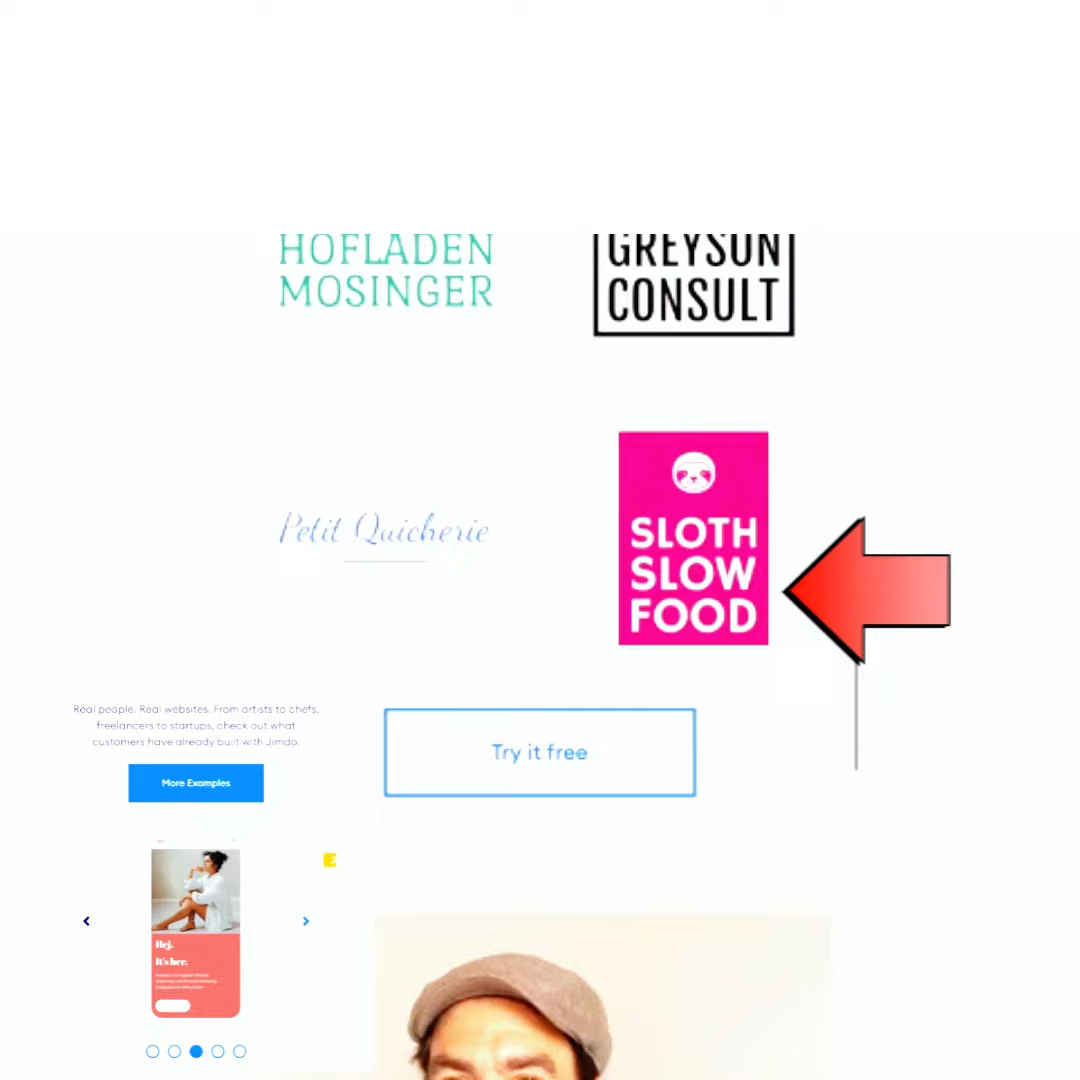 HOFLADEN
MOSINGER
GREYSON
CONSULT
Petit Quicherie
SLOTH
SLOW
FOOD
Real people. Real websites. From artists to chefs,
freelancers to startups, check out what
customers have already built with Jimdo.
More Examples
Try it free
Hej.
It's her.